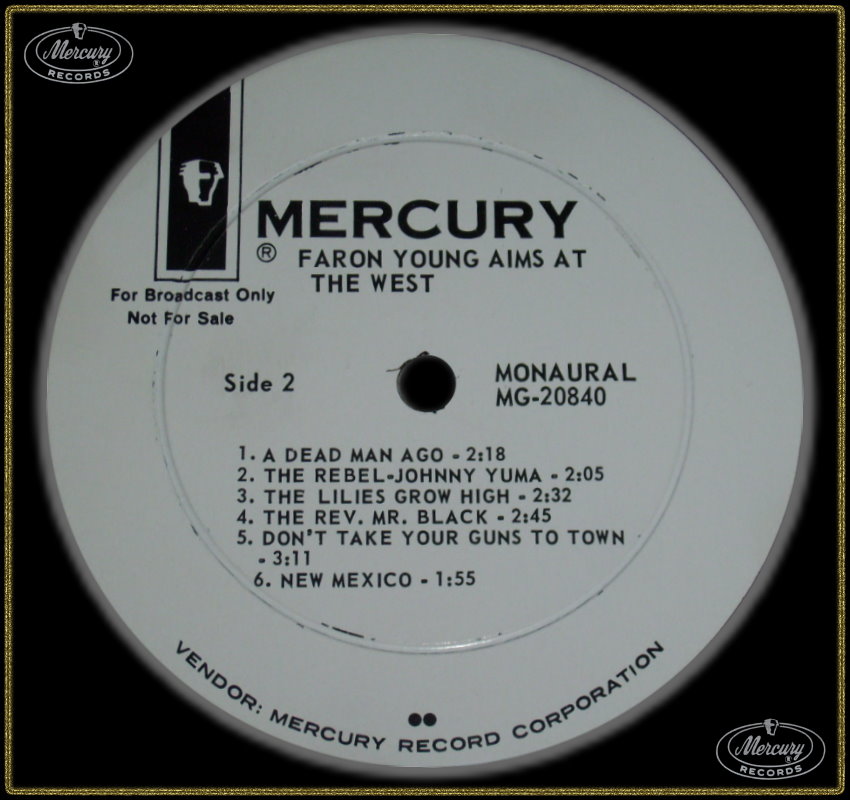 Mercury
®
RECORDS
MERCURY
® FARON YOUNG AIMS AT
THE WEST
For Broadcast Only
Not For Sale
Side 2
MONAURAL
MG-20840
1. A DEAD MAN AGO - 2:18
2. THE REBEL-JOHNNY YUMA - 2:05
3. THE LILIES GROW HIGH - 2:32
4. THE REV. MR. BLACK - 2:45
5. DON'T TAKE YOUR GUNS TO TOWN
- 3:11
6. NEW MEXICO - 1:55
VENDOR: MERCURY RECORD CORPORATION
Mercury
®
RECORDS